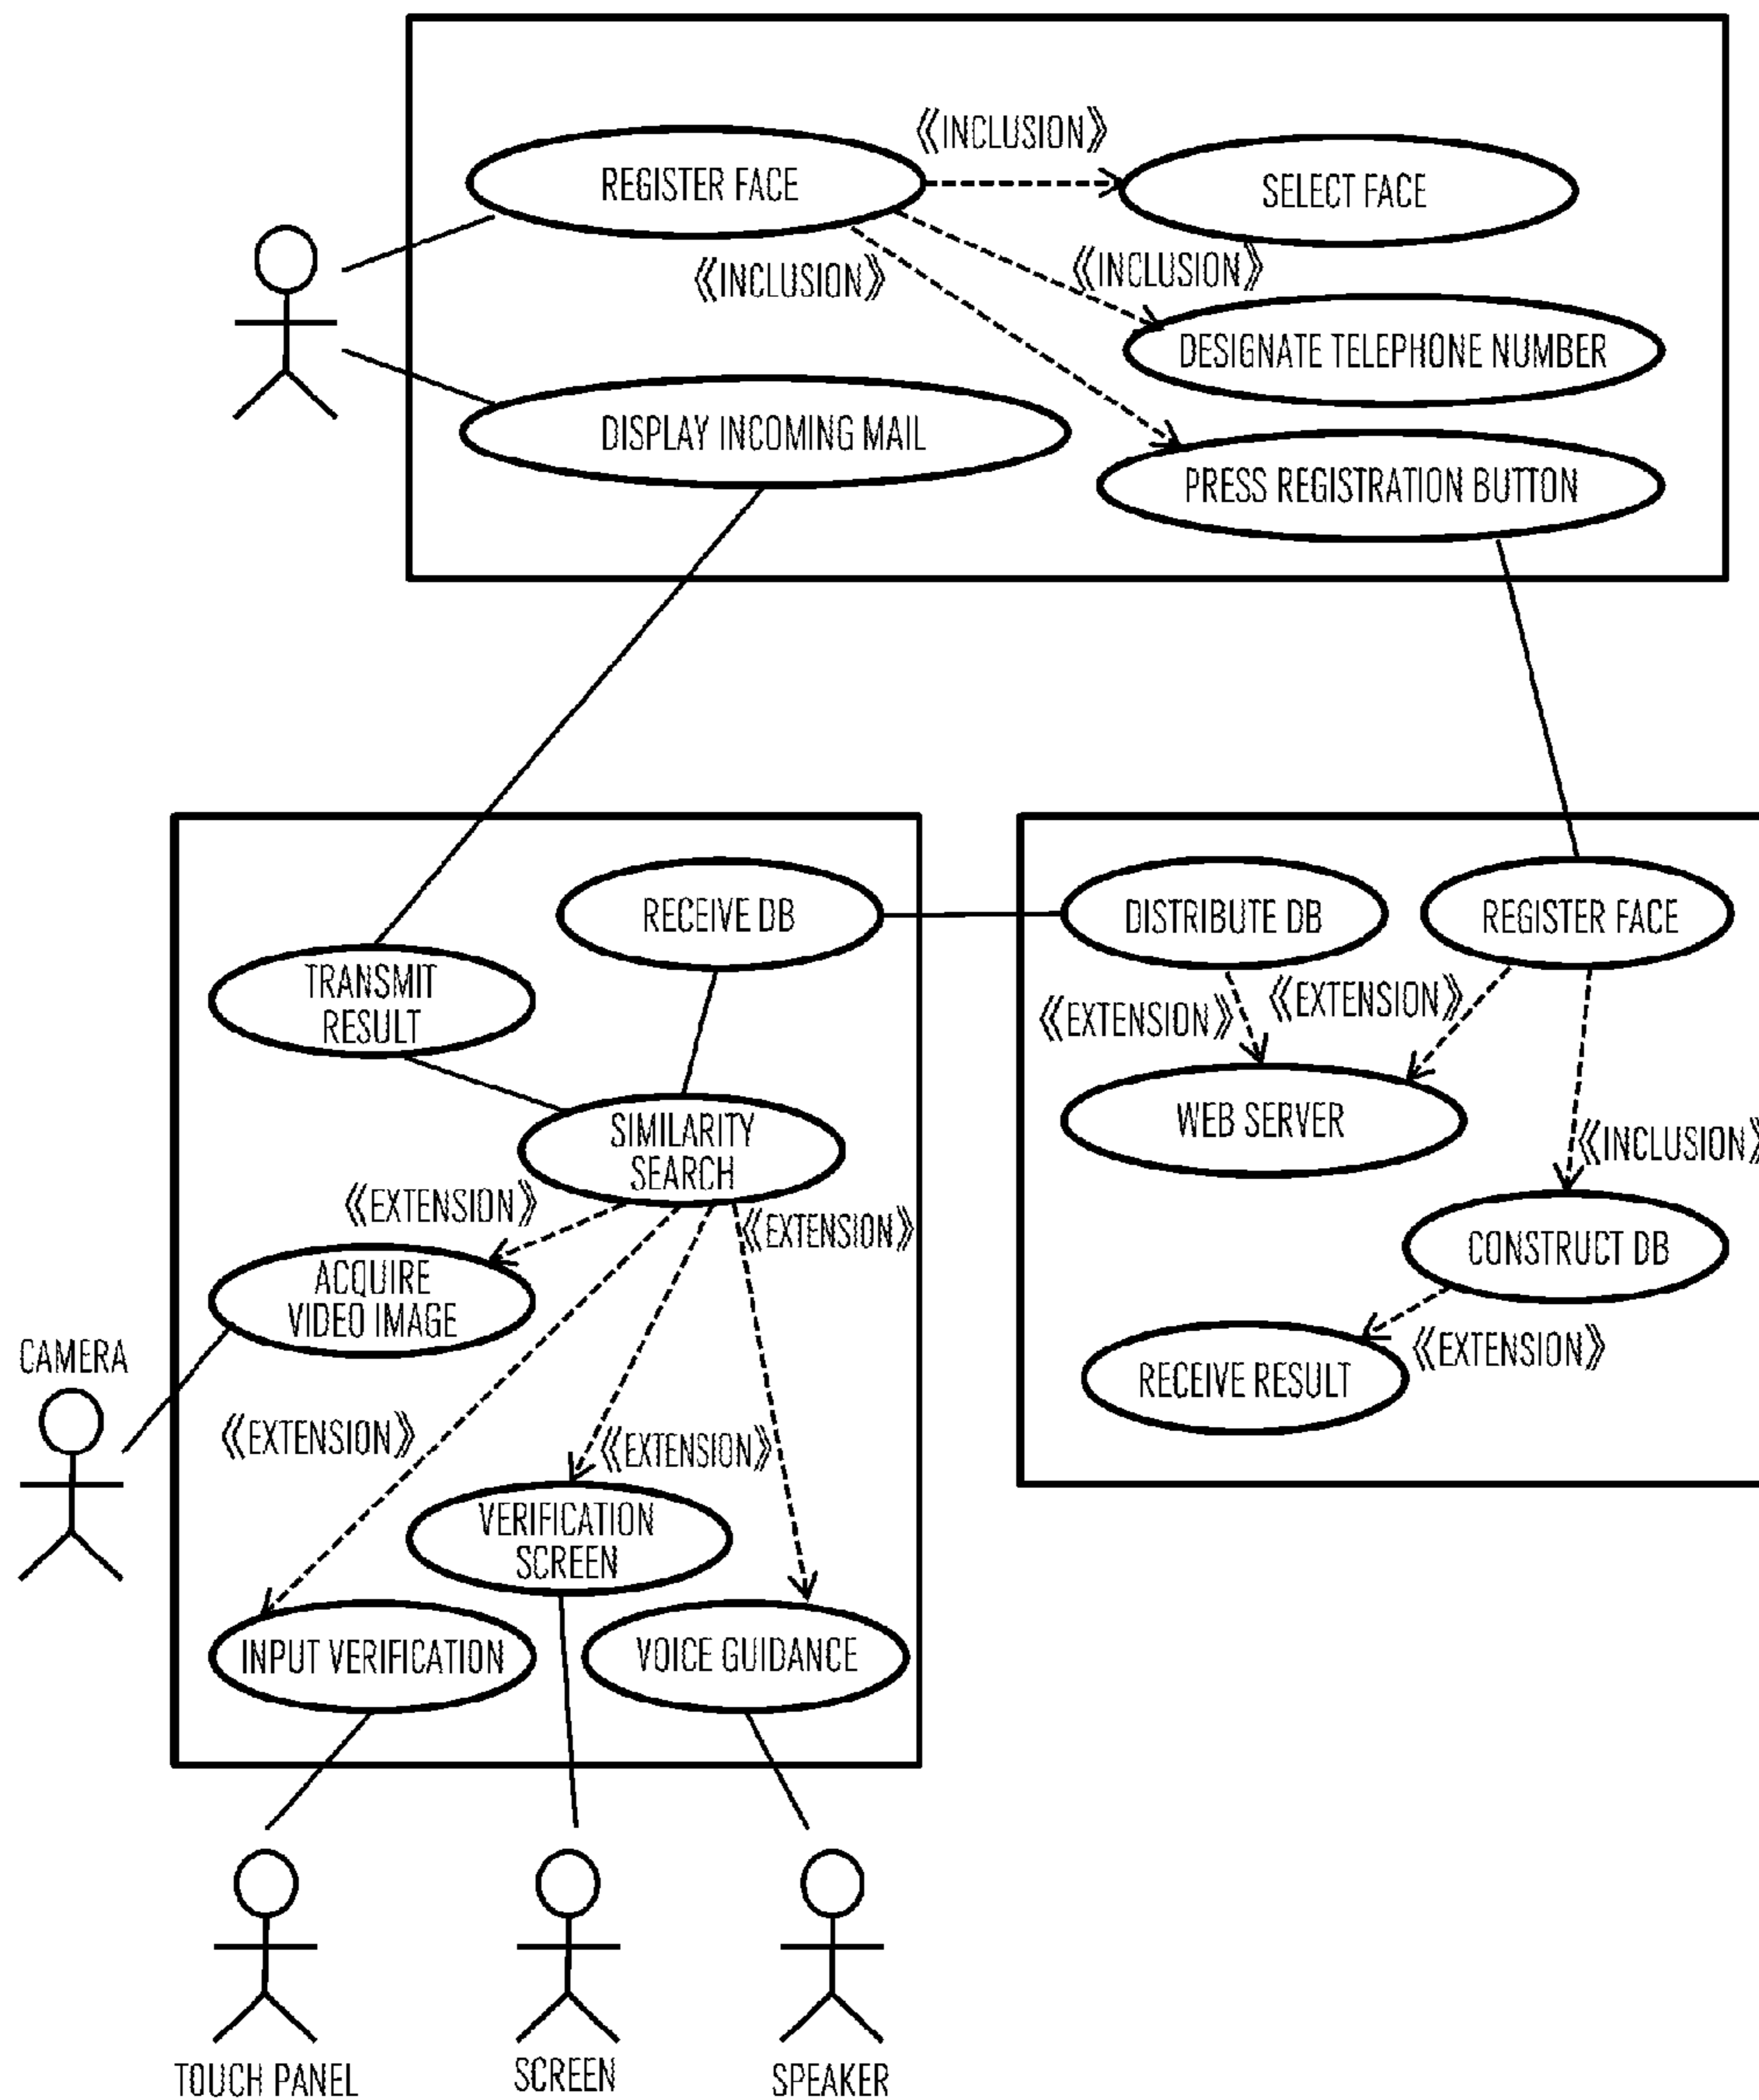 《INCLUSION》
REGISTER FACE
SELECT FACE
《INCLUSION》
《INCLUSION》
DESIGNATE TELEPHONE NUMBER
DISPLAY INCOMING MAIL
PRESS REGISTRATION BUTTON
RECEIVE DB
TRANSMIT
RESULT
SIMILARITY
SEARCH
《EXTENSION》
《EXTENSION》
ACQUIRE
VIDEO IMAGE
CAMERA
《EXTENSION》
《EXTENSION》
VERIFICATION
SCREEN
INPUT VERIFICATION
VOICE GUIDANCE
TOUCH PANEL
SCREEN
SPEAKER
DISTRIBUTE DB
REGISTER FACE
《EXTENSION》
《EXTENSION》
WEB SERVER
《INCLUSION》
CONSTRUCT DB
《EXTENSION》
RECEIVE RESULT